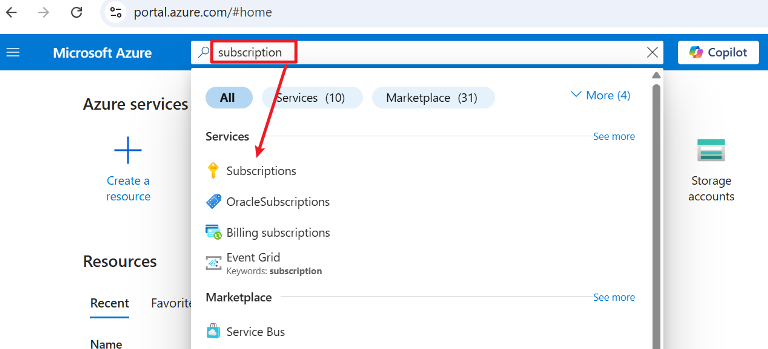 portal.azure.com/#home
Microsoft Azure
subscription
Copilot
Azure services
All
Services (10)
Marketplace (31)
More (4)
Services
See more
Create a
resource
Subscriptions
OracleSubscriptions
Billing subscriptions
Event Grid
Keywords: subscription
Storage
accounts
Resources
Recent
Favorite
Marketplace
See more
Service Bus
Name